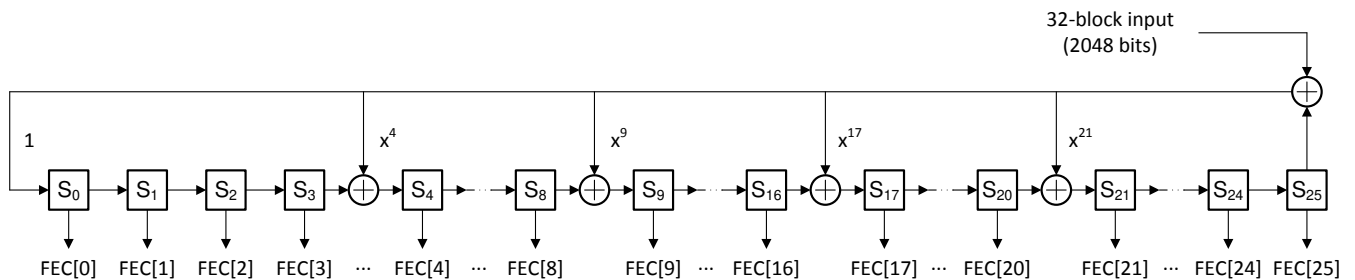 32-block input
(2048 bits)
1 x⁴ x⁹ x¹⁷ x²¹
S₀ S₁ S₂ S₃ S₄ ... S₈ S₉ ... S₁₆ S₁₇ ... S₂₀ S₂₁ ... S₂₄ S₂₅
FEC[0] FEC[1] FEC[2] FEC[3] ... FEC[4] ... FEC[8] FEC[9] ... FEC[16] FEC[17] ... FEC[20] FEC[21] ... FEC[24] FEC[25]